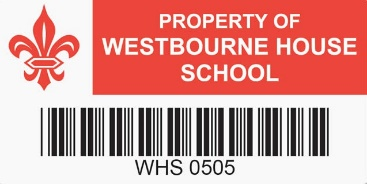 PROPERTY OF
WESTBOURNE HOUSE
SCHOOL
WHS 0505